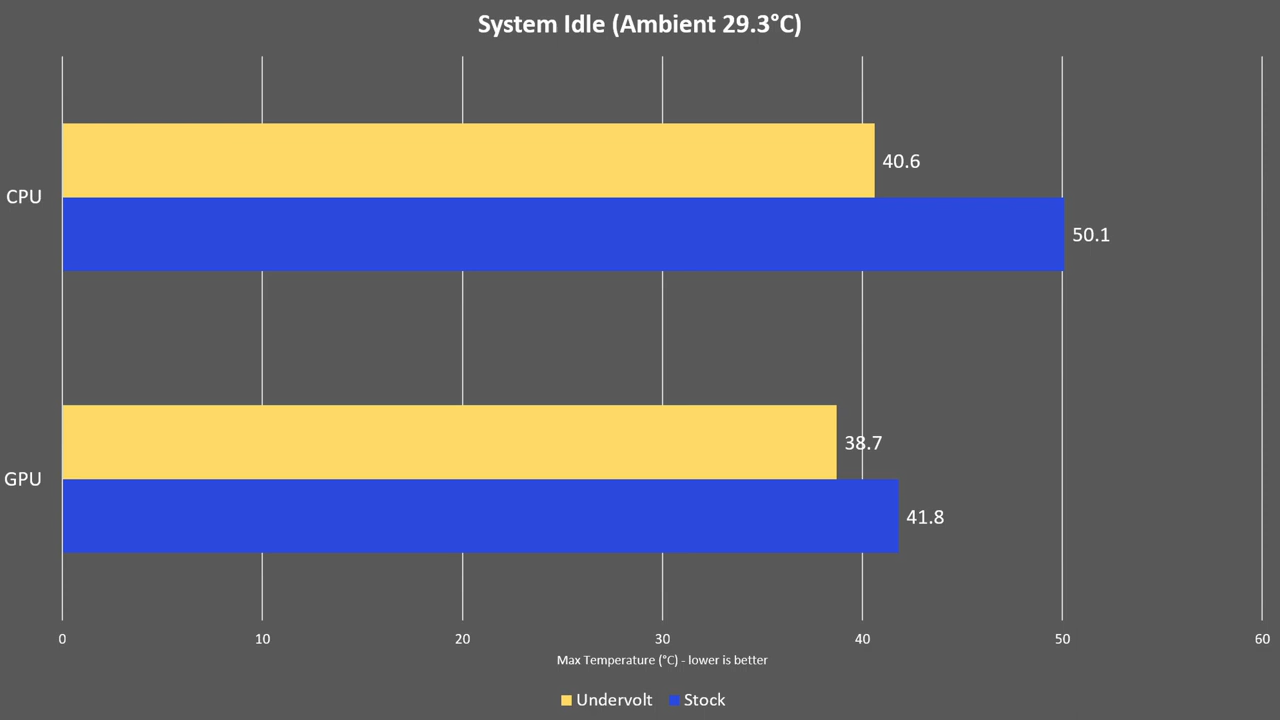 System Idle (Ambient 29.3°C)
CPU
40.6
50.1
GPU
38.7
41.8
0 10 20 30 40 50 60
Max Temperature (°C) - lower is better
Undervolt Stock